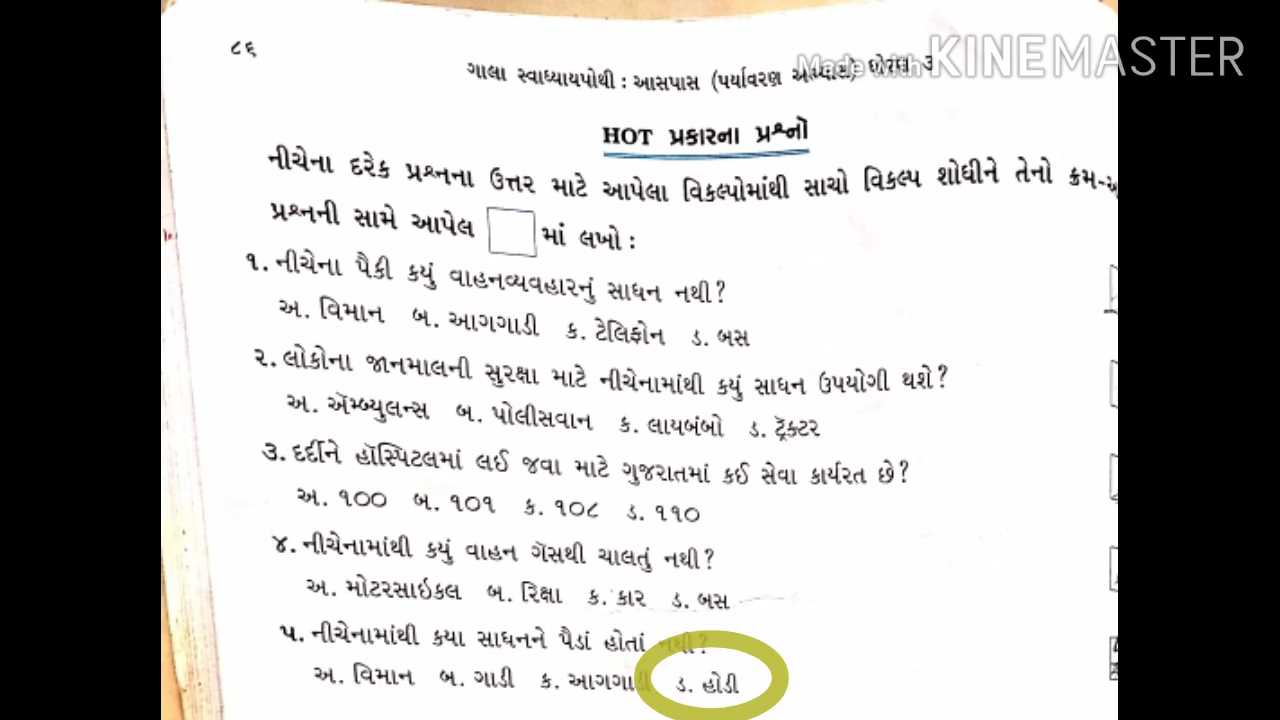 Made with KINEMASTER
૮૬
ગાલા સ્વાધ્યાયપોથી : આસપાસ (પર્યાવરણ અભ્યાસ) ધોરણ ૩
HOT પ્રકારના પ્રશ્નો
નીચેના દરેક પ્રશ્નના ઉત્તર માટે આપેલા વિકલ્પોમાંથી સાચો વિકલ્પ શોધીને તેનો ક્રમ-
પ્રશ્નની સામે આપેલ માં લખો :
૧. નીચેના પૈકી કયું વાહનવ્યવહારનું સાધન નથી ?
અ. વિમાન બ. આગગાડી ક. ટેલિફોન ડ. બસ
૨. લોકોના જાનમાલની સુરક્ષા માટે નીચેનામાંથી કયું સાધન ઉપયોગી થશે ?
અ. ઍમ્બ્યુલન્સ બ. પોલીસવાન ક. લાયબંબો ડ. ટ્રૅક્ટર
૩. દર્દીને હૉસ્પિટલમાં લઈ જવા માટે ગુજરાતમાં કઈ સેવા કાર્યરત છે ?
અ. ૧૦૦ બ. ૧૦૧ ક. ૧૦૮ ડ. ૧૧૦
૪. નીચેનામાંથી કયું વાહન ગૅસથી ચાલતું નથી ?
અ. મોટરસાઇકલ બ. રિક્ષા ક. કાર ડ. બસ
૫. નીચેનામાંથી કયા સાધનને પૈડાં હોતાં નથી ?
અ. વિમાન બ. ગાડી ક. આગગાડી ડ. હોડી